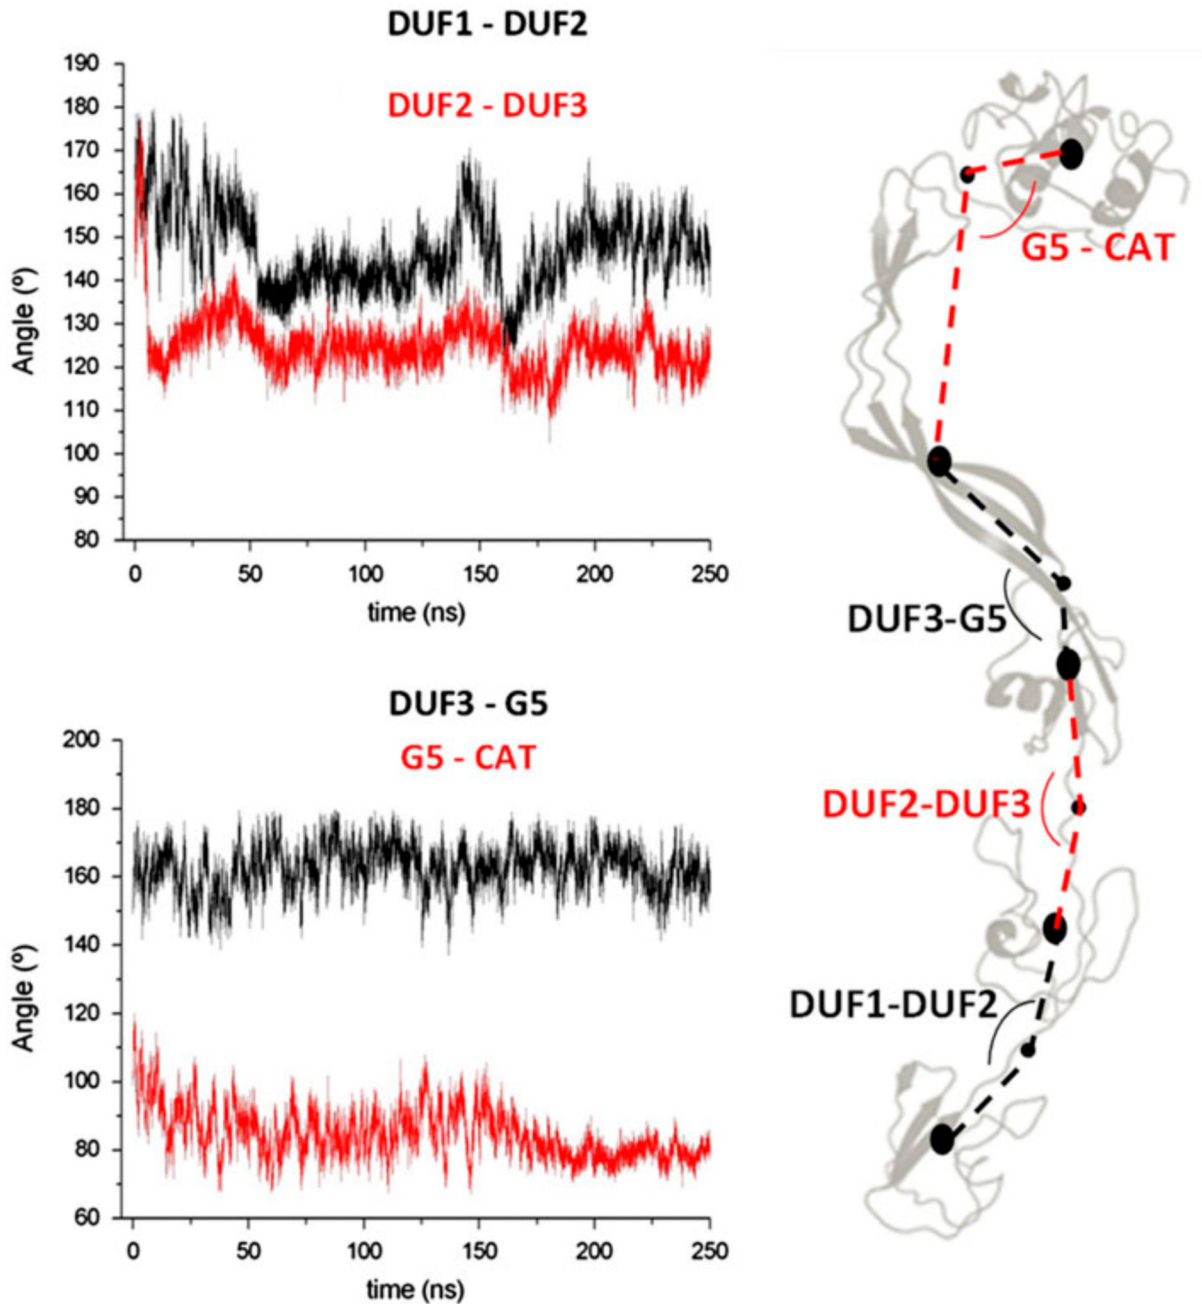 DUF1 - DUF2
DUF2 - DUF3
190
180
170
160
150
140
130
120
110
100
90
80
Angle (º)
0 50 100 150 200 250
time (ns)
DUF3 - G5
G5 - CAT
200
180
160
140
120
100
80
60
Angle (º)
0 50 100 150 200 250
time (ns)
G5 - CAT
DUF3-G5
DUF2-DUF3
DUF1-DUF2